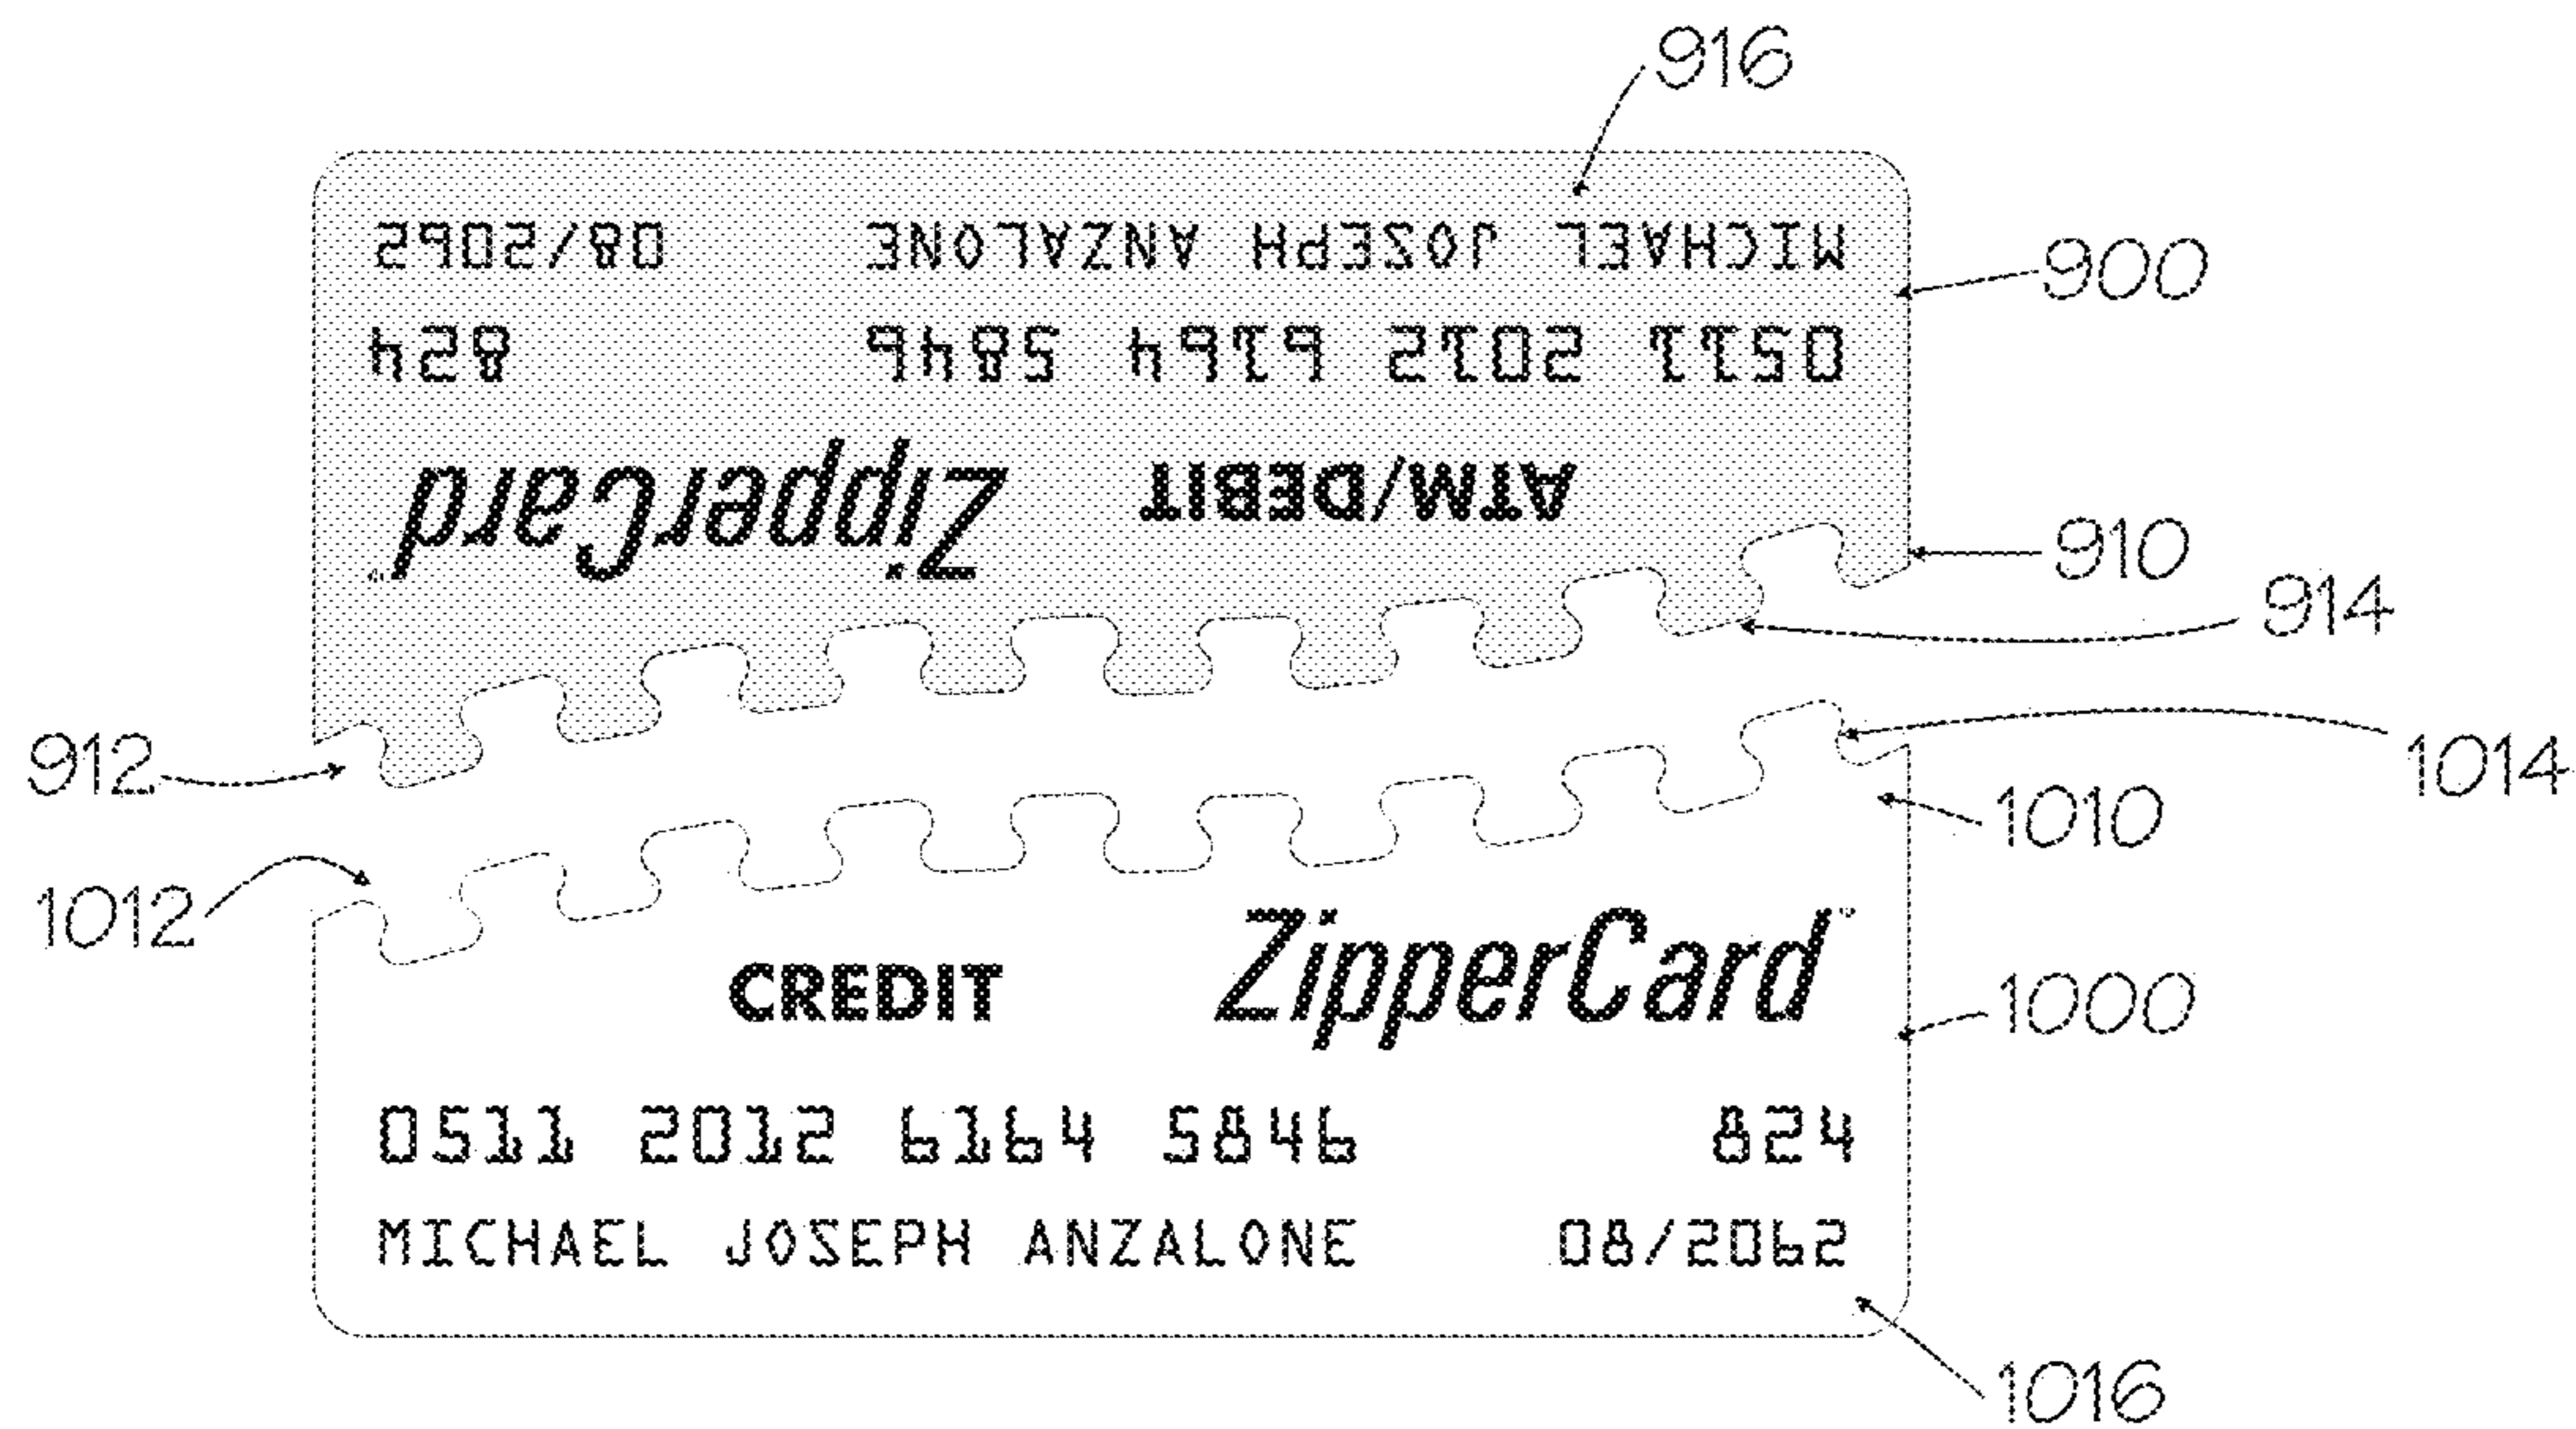 916
MICHAEL JOSEPH ANZALONE 08/2062
900
0511 2012 6164 5846 824
ATM/DEBIT ZipperCard
910
914
912
1014
1010
1012
CREDIT ZipperCard
1000
0511 2012 6164 5846 824
MICHAEL JOSEPH ANZALONE 08/2062
1016